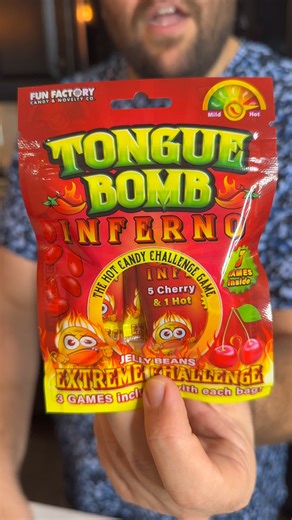 FUN FACTORY
CANDY & NOVELTY CO
Mild Hot
TONGUE
BOMB
INFERNO
THE HOT CANDY CHALLENGE GAME
5 Cherry
& 1 Hot
GAMES
Inside
JELLY BEANS
EXTREME CHALLENGE
3 GAMES with each bag